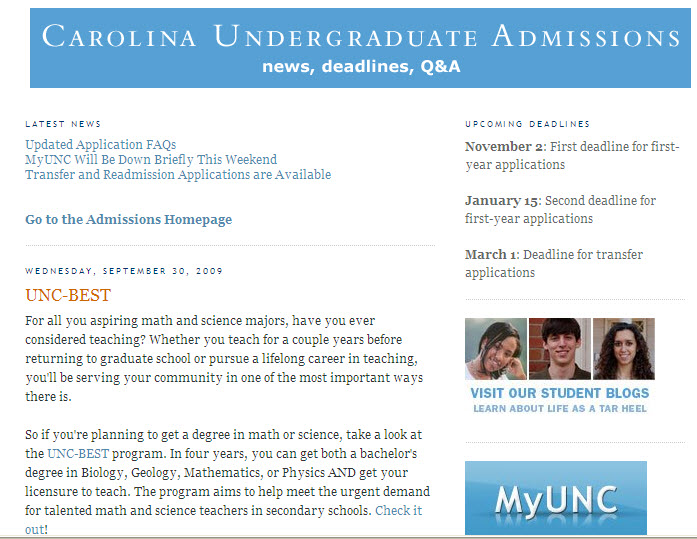 CAROLINA UNDERGRADUATE ADMISSIONS
news, deadlines, Q&A
LATEST NEWS
Updated Application FAQs
MyUNC Will Be Down Briefly This Weekend
Transfer and Readmission Applications are Available
Go to the Admissions Homepage
WEDNESDAY, SEPTEMBER 30, 2009
UNC-BEST
For all you aspiring math and science majors, have you ever
considered teaching? Whether you teach for a couple years before
returning to graduate school or pursue a lifelong career in teaching,
you'll be serving your community in one of the most important ways
there is.
So if you're planning to get a degree in math or science, take a look at
the UNC-BEST program. In four years, you can get both a bachelor's
degree in Biology, Geology, Mathematics, or Physics AND get your
licensure to teach. The program aims to help meet the urgent demand
for talented math and science teachers in secondary schools. Check it
out!
UPCOMING DEADLINES
November 2: First deadline for first-
year applications
January 15: Second deadline for
first-year applications
March 1: Deadline for transfer
applications
VISIT OUR STUDENT BLOGS
LEARN ABOUT LIFE AS A TAR HEEL
MyUNC